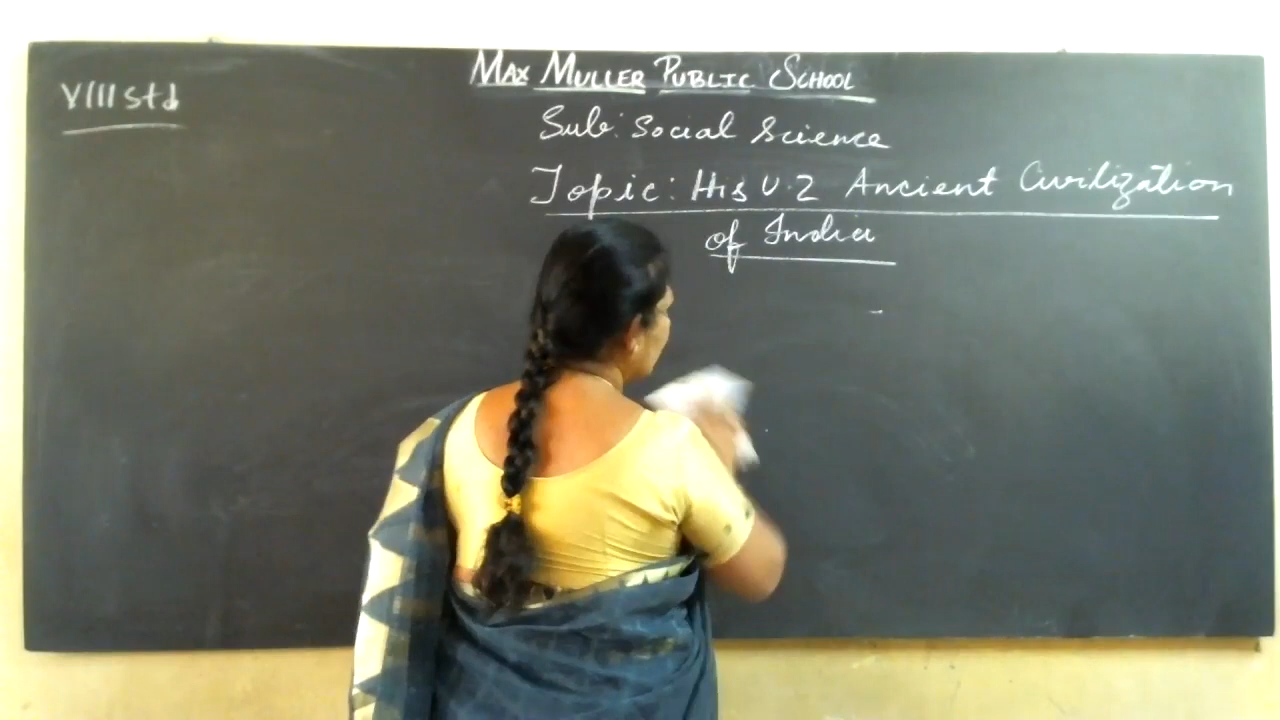 VIII std
MAX MULLER PUBLIC SCHOOL
Sub: Social Science
Topic: His U.2 Ancient Civilization
of India